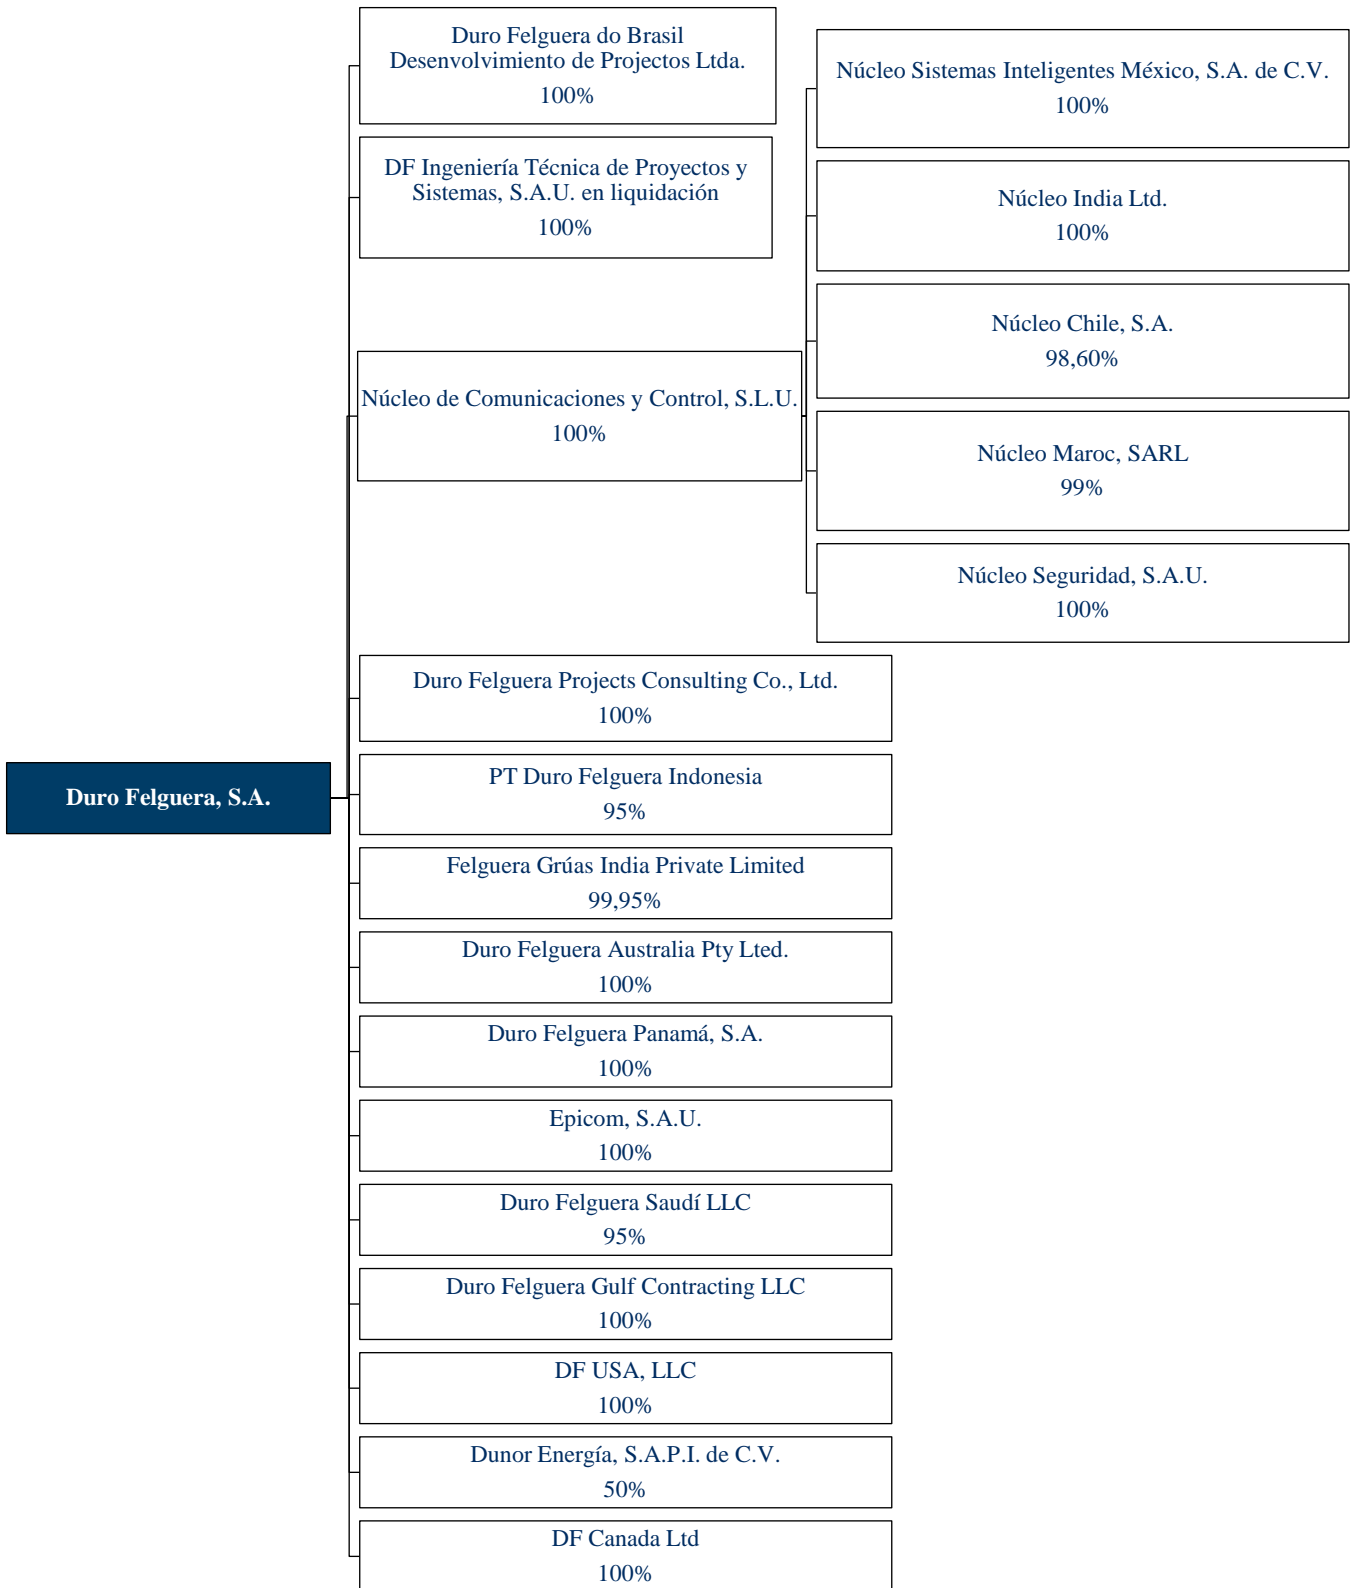 Duro Felguera do Brasil
Desenvolvimiento de Projectos Ltda.
100%
DF Ingeniería Técnica de Proyectos y
Sistemas, S.A.U. en liquidación
100%
Núcleo de Comunicaciones y Control, S.L.U.
100%
Núcleo Sistemas Inteligentes México, S.A. de C.V.
100%
Núcleo India Ltd.
100%
Núcleo Chile, S.A.
98,60%
Núcleo Maroc, SARL
99%
Núcleo Seguridad, S.A.U.
100%
Duro Felguera, S.A.
Duro Felguera Projects Consulting Co., Ltd.
100%
PT Duro Felguera Indonesia
95%
Felguera Grúas India Private Limited
99,95%
Duro Felguera Australia Pty Lted.
100%
Duro Felguera Panamá, S.A.
100%
Epicom, S.A.U.
100%
Duro Felguera Saudí LLC
95%
Duro Felguera Gulf Contracting LLC
100%
DF USA, LLC
100%
Dunor Energía, S.A.P.I. de C.V.
50%
DF Canada Ltd
100%